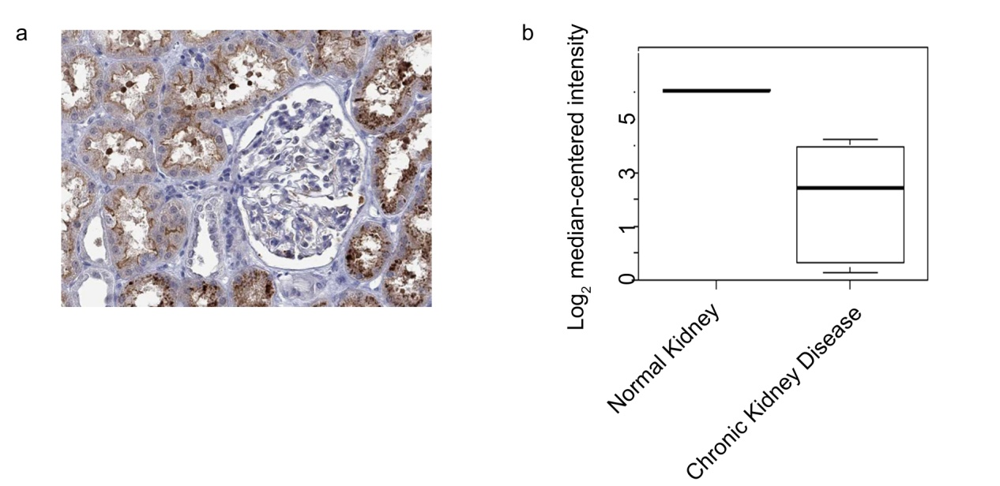 a
b
Log2 median-centered intensity
5
3
1
0
Normal Kidney
Chronic Kidney Disease